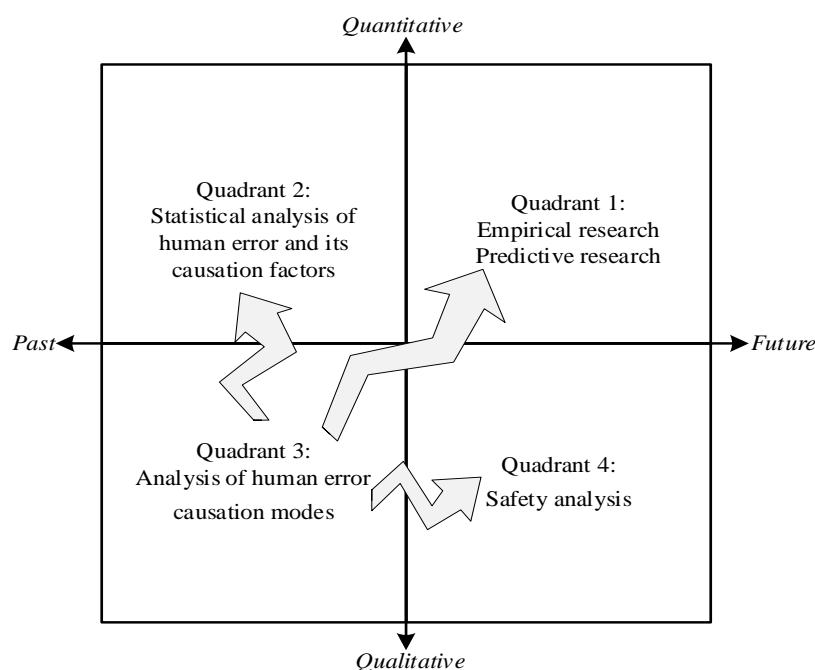 Quantitative
Quadrant 2:
Statistical analysis of
human error and its
causation factors
Quadrant 1:
Empirical research
Predictive research
Past
Future
Quadrant 3:
Analysis of human error
causation modes
Quadrant 4:
Safety analysis
Qualitative